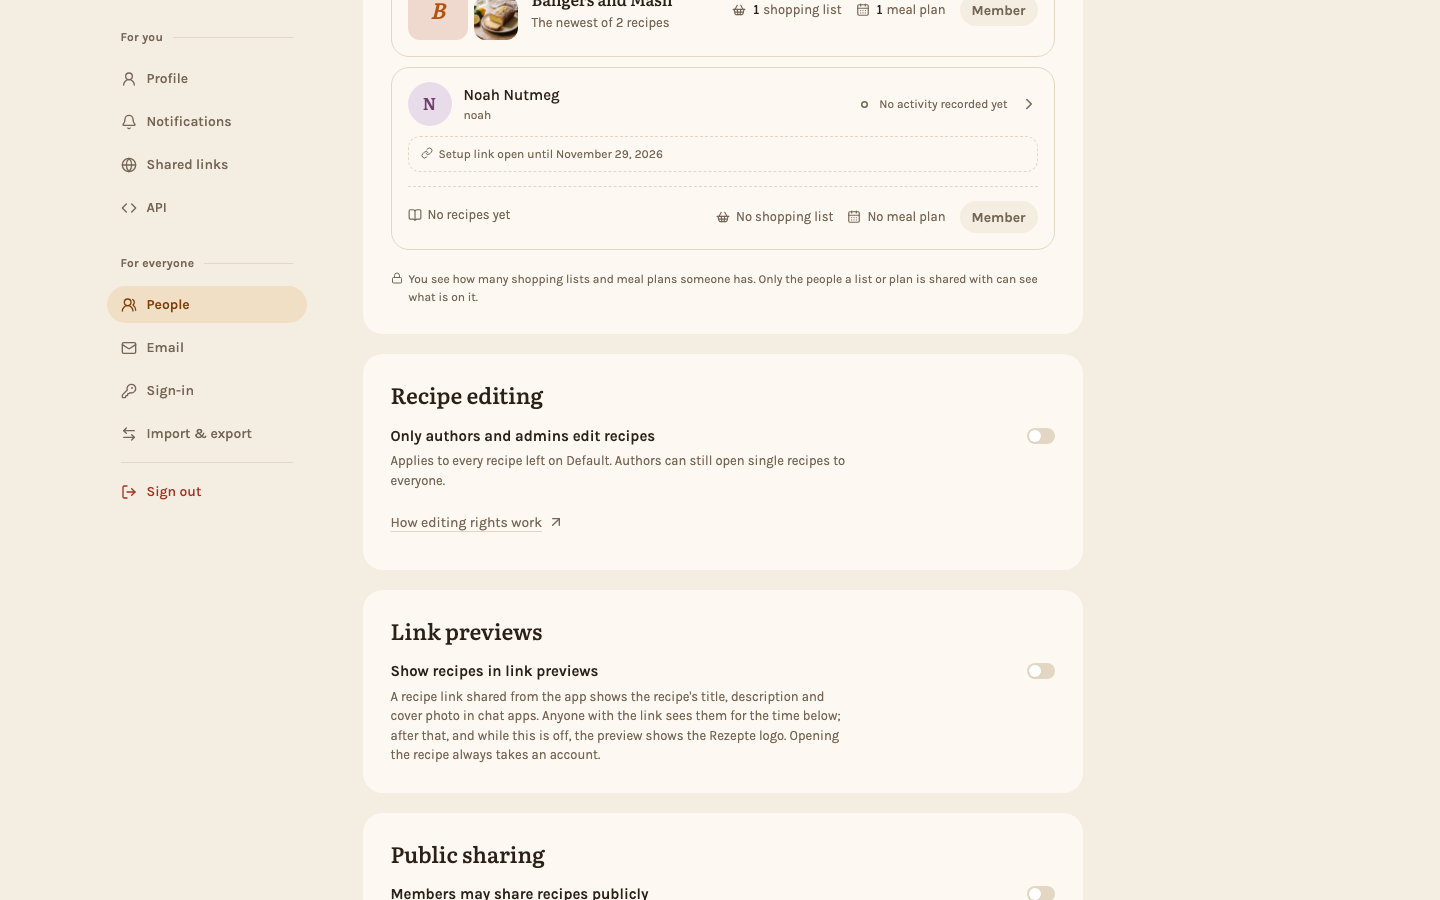 For you
Profile
Notifications
Shared links
API
For everyone
People
Email
Sign-in
Import & export
Sign out
B
Bangers and Mash
The newest of 2 recipes
1 shopping list
1 meal plan
Member
N
Noah Nutmeg
noah
No activity recorded yet
Setup link open until November 29, 2026
No recipes yet
No shopping list
No meal plan
Member
You see how many shopping lists and meal plans someone has. Only the people a list or plan is shared with can see
what is on it.
Recipe editing
Only authors and admins edit recipes
Applies to every recipe left on Default. Authors can still open single recipes to
everyone.
How editing rights work
Link previews
Show recipes in link previews
A recipe link shared from the app shows the recipe's title, description and
cover photo in chat apps. Anyone with the link sees them for the time below;
after that, and while this is off, the preview shows the Rezepte logo. Opening
the recipe always takes an account.
Public sharing
Members may share recipes publicly